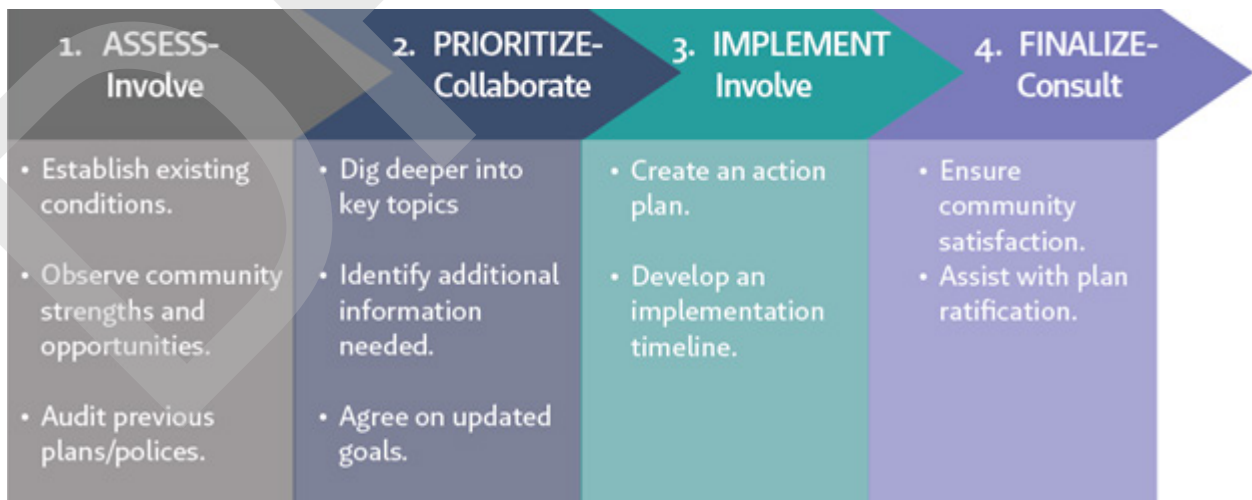 1. ASSESS-
Involve
2. PRIORITIZE-
Collaborate
3. IMPLEMENT
Involve
4. FINALIZE-
Consult
• Establish existing
conditions.
• Observe community
strengths and
opportunities.
• Audit previous
plans/polices.
• Dig deeper into
key topics
• Identify additional
information
needed.
• Agree on updated
goals.
• Create an action
plan.
• Develop an
implementation
timeline.
• Ensure
community
satisfaction.
• Assist with plan
ratification.